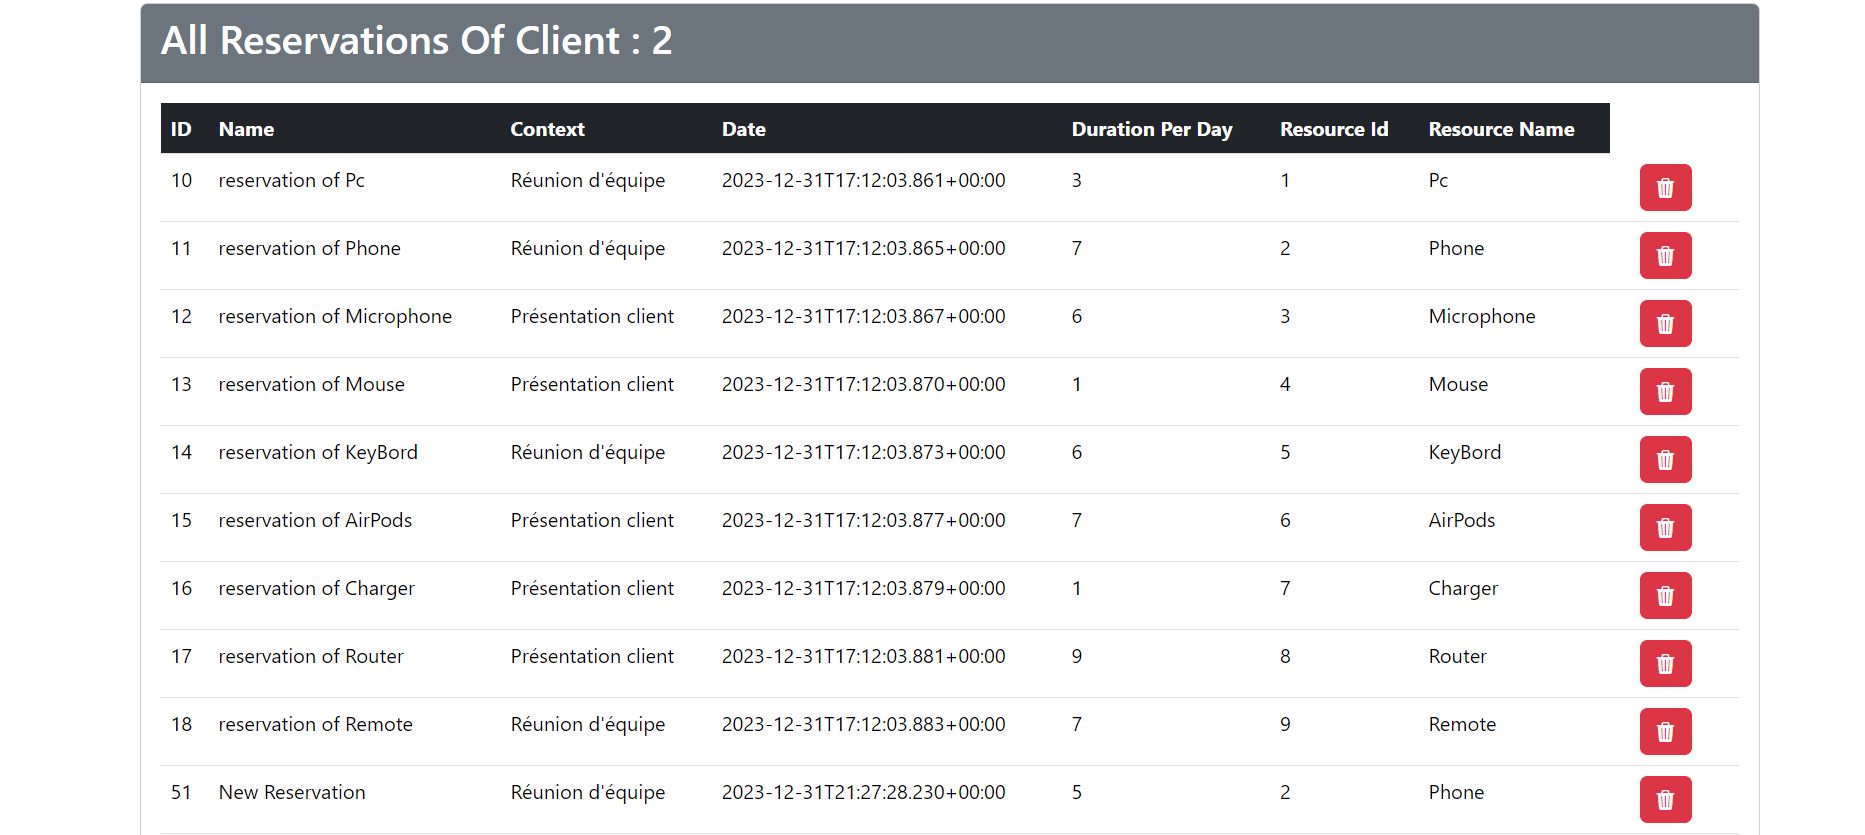 All Reservations Of Client : 2
ID Name Context Date Duration Per Day Resource Id Resource Name
10 reservation of Pc Réunion d'équipe 2023-12-31T17:12:03.861+00:00 3 1 Pc
11 reservation of Phone Réunion d'équipe 2023-12-31T17:12:03.865+00:00 7 2 Phone
12 reservation of Microphone Présentation client 2023-12-31T17:12:03.867+00:00 6 3 Microphone
13 reservation of Mouse Présentation client 2023-12-31T17:12:03.870+00:00 1 4 Mouse
14 reservation of KeyBord Réunion d'équipe 2023-12-31T17:12:03.873+00:00 6 5 KeyBord
15 reservation of AirPods Présentation client 2023-12-31T17:12:03.877+00:00 7 6 AirPods
16 reservation of Charger Présentation client 2023-12-31T17:12:03.879+00:00 1 7 Charger
17 reservation of Router Présentation client 2023-12-31T17:12:03.881+00:00 9 8 Router
18 reservation of Remote Réunion d'équipe 2023-12-31T17:12:03.883+00:00 7 9 Remote
51 New Reservation Réunion d'équipe 2023-12-31T21:27:28.230+00:00 5 2 Phone